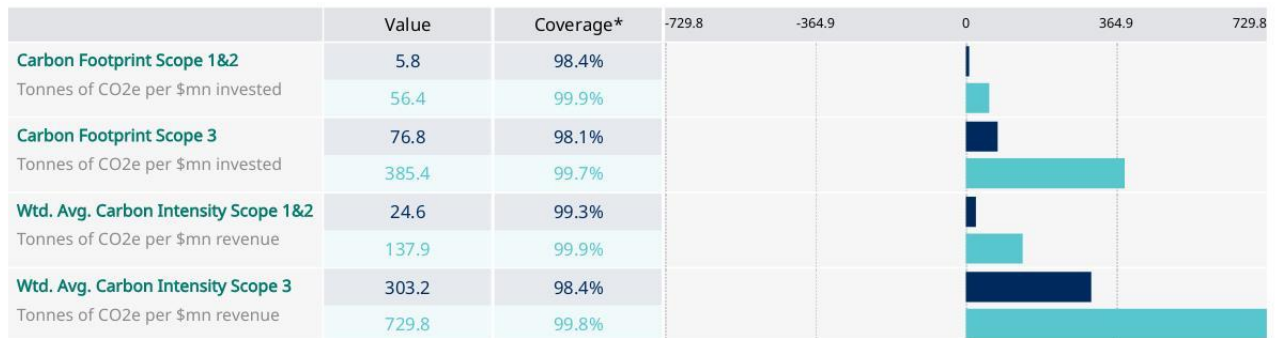 Value Coverage* -729.8 -364.9 0 364.9 729.8
Carbon Footprint Scope 1&2 5.8 98.4%
Tonnes of CO2e per $mn invested 56.4 99.9%
Carbon Footprint Scope 3 76.8 98.1%
Tonnes of CO2e per $mn invested 385.4 99.7%
Wtd. Avg. Carbon Intensity Scope 1&2 24.6 99.3%
Tonnes of CO2e per $mn revenue 137.9 99.9%
Wtd. Avg. Carbon Intensity Scope 3 303.2 98.4%
Tonnes of CO2e per $mn revenue 729.8 99.8%